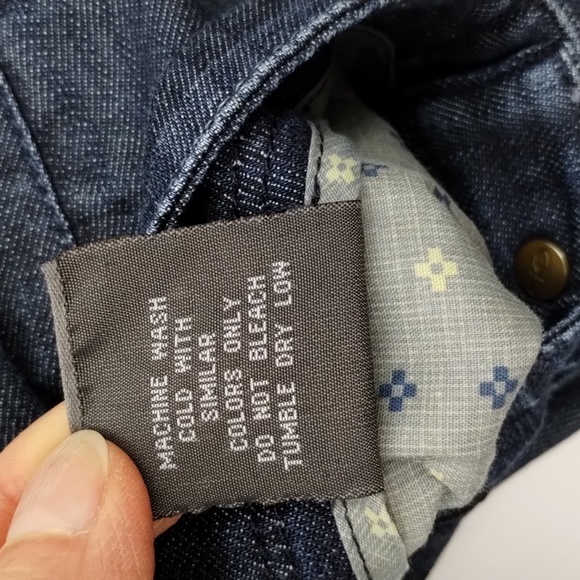 MACHINE WASH
COLD WITH
SIMILAR
COLORS ONLY
DO NOT BLEACH
TUMBLE DRY LOW